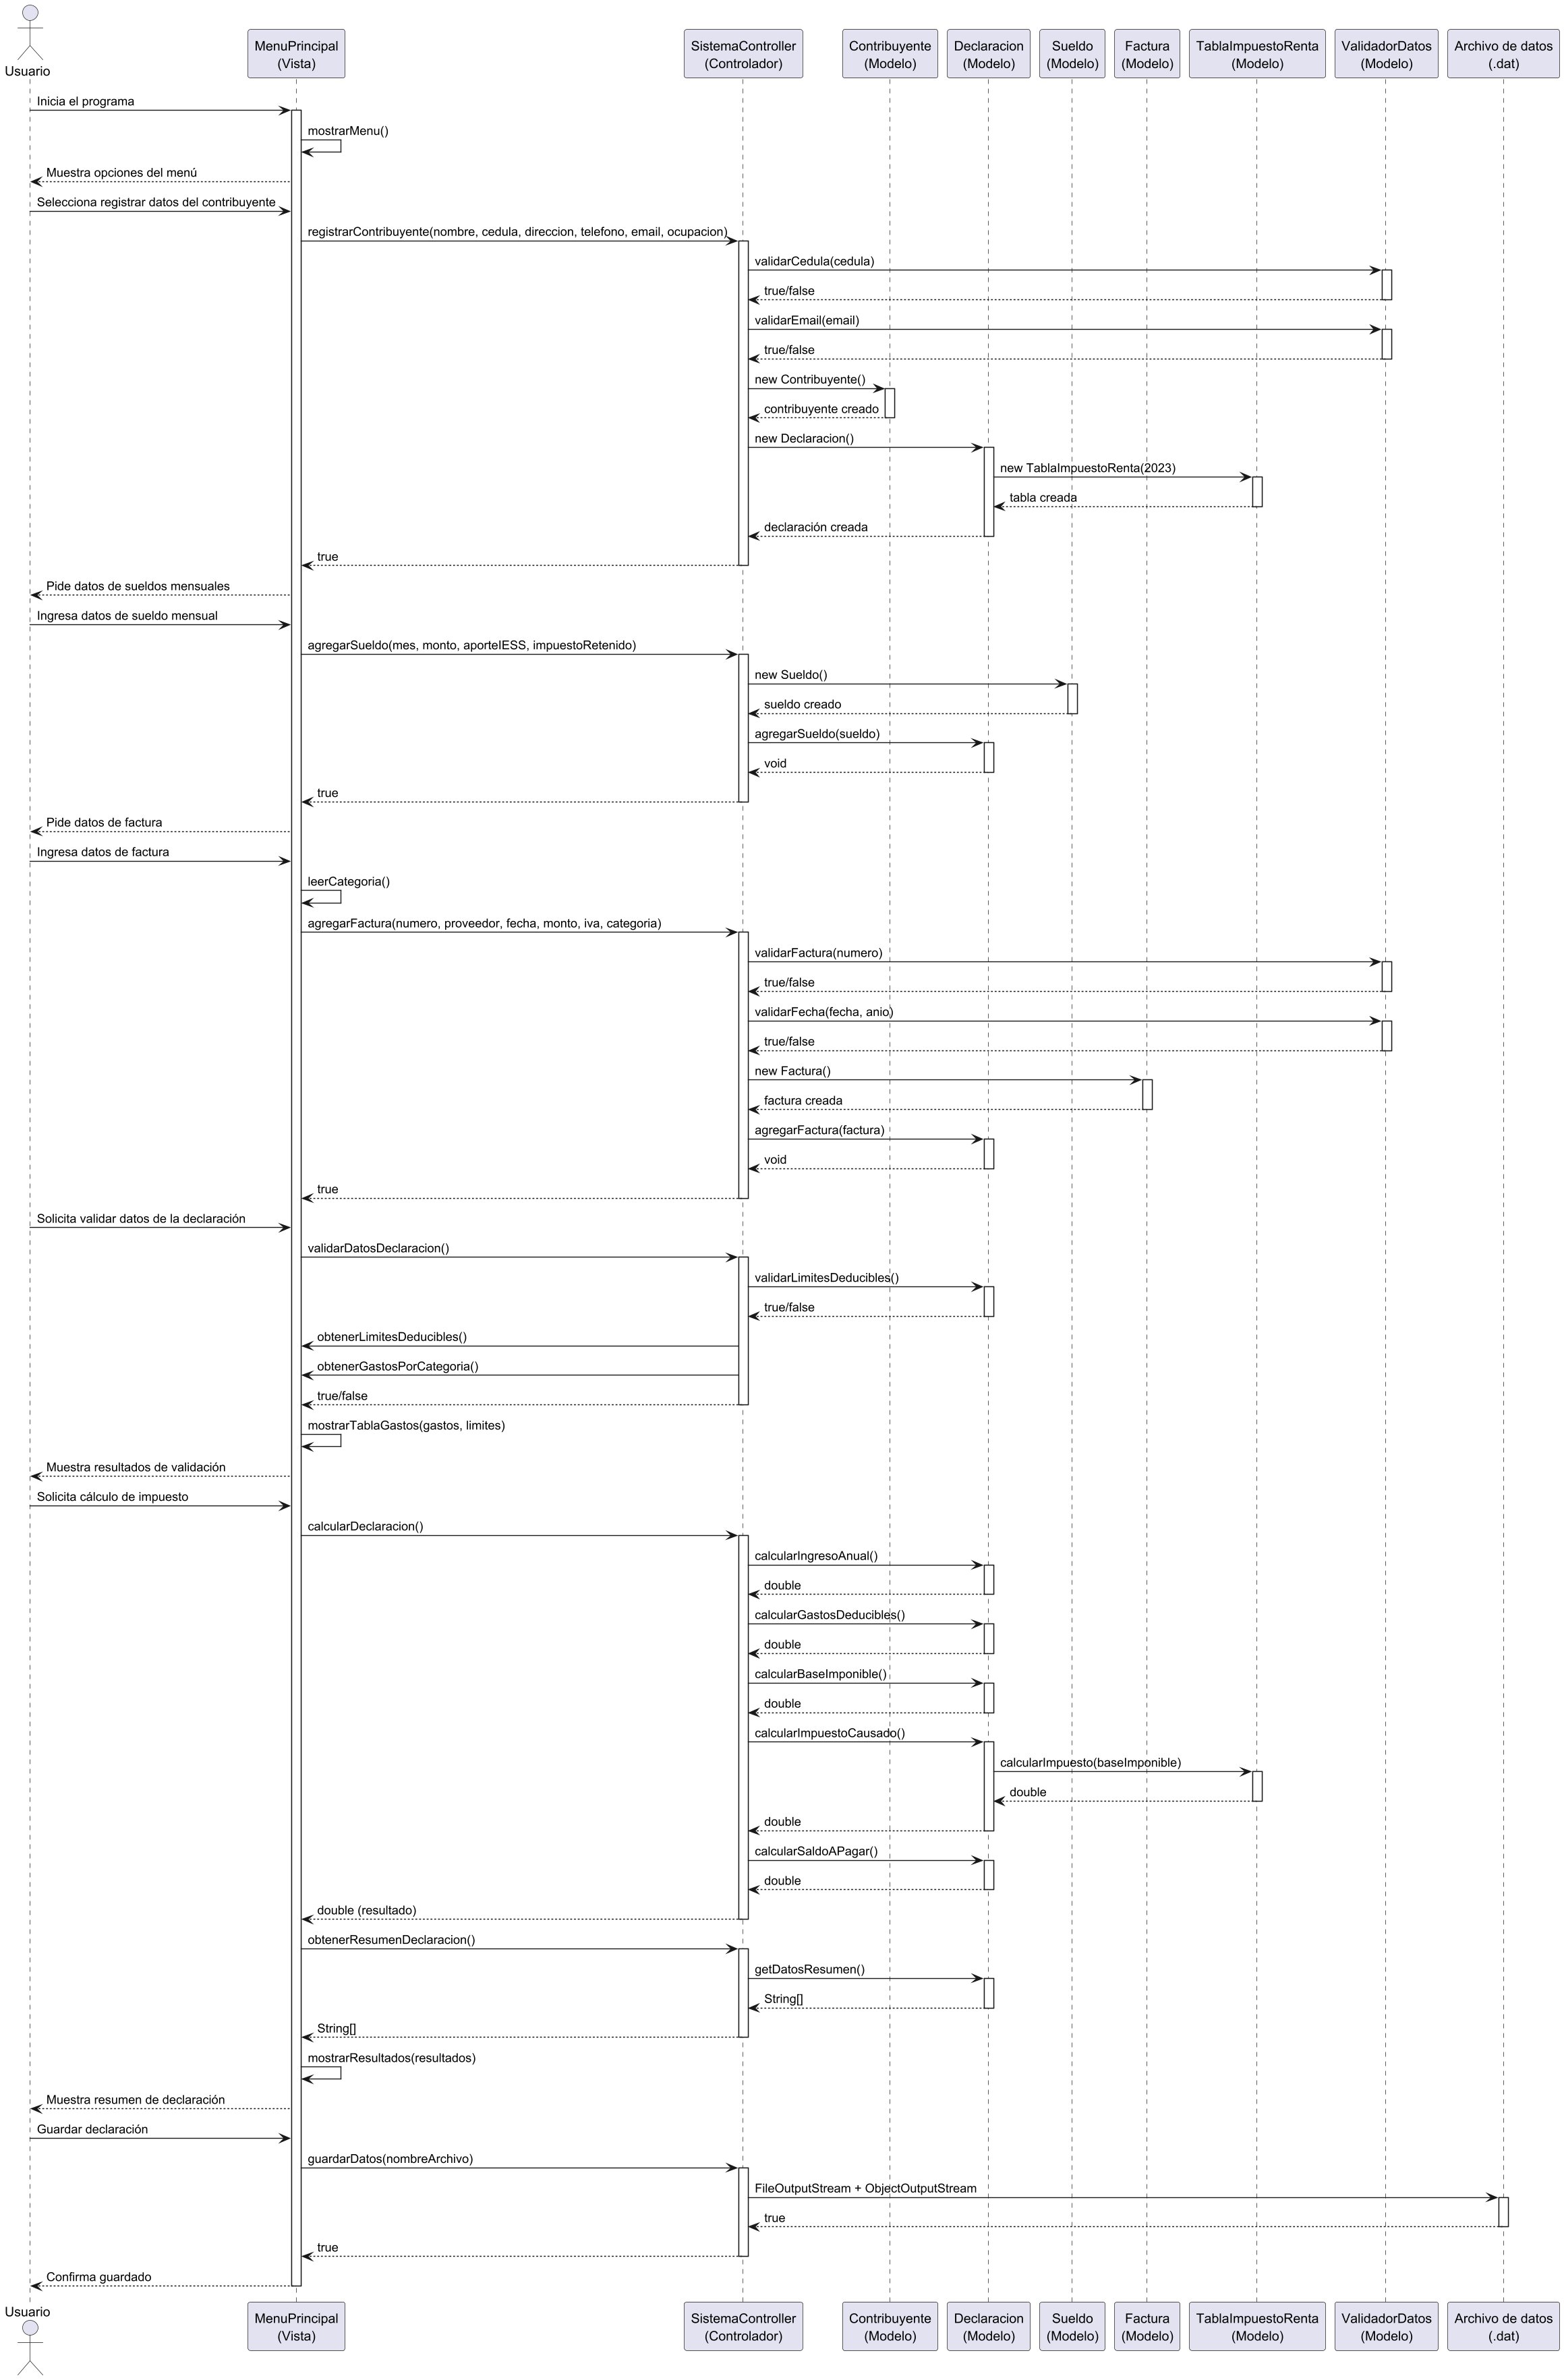 Usuario
MenuPrincipal
(Vista)
SistemaController
(Controlador)
Contribuyente
(Modelo)
Declaracion
(Modelo)
Sueldo
(Modelo)
Factura
(Modelo)
TablaImpuestoRenta
(Modelo)
ValidadorDatos
(Modelo)
Archivo de datos
(.dat)
Inicia el programa
mostrarMenu()
Muestra opciones del menú
Selecciona registrar datos del contribuyente
registrarContribuyente(nombre, cedula, direccion, telefono, email, ocupacion)
validarCedula(cedula)
true/false
validarEmail(email)
true/false
new Contribuyente()
contribuyente creado
new Declaracion()
new TablaImpuestoRenta(2023)
tabla creada
declaración creada
true
Pide datos de sueldos mensuales
Ingresa datos de sueldo mensual
agregarSueldo(mes, monto, aporteIESS, impuestoRetenido)
new Sueldo()
sueldo creado
agregarSueldo(sueldo)
void
true
Pide datos de factura
Ingresa datos de factura
leerCategoria()
agregarFactura(numero, proveedor, fecha, monto, iva, categoria)
validarFactura(numero)
true/false
validarFecha(fecha, anio)
true/false
new Factura()
factura creada
agregarFactura(factura)
void
true
Solicita validar datos de la declaración
validarDatosDeclaracion()
validarLimitesDeducibles()
true/false
obtenerLimitesDeducibles()
obtenerGastosPorCategoria()
true/false
mostrarTablaGastos(gastos, limites)
Muestra resultados de validación
Solicita cálculo de impuesto
calcularDeclaracion()
calcularIngresoAnual()
double
calcularGastosDeducibles()
double
calcularBaseImponible()
double
calcularImpuestoCausado()
calcularImpuesto(baseImponible)
double
double
calcularSaldoAPagar()
double
double (resultado)
obtenerResumenDeclaracion()
getDatosResumen()
String[]
String[]
mostrarResultados(resultados)
Muestra resumen de declaración
Guardar declaración
guardarDatos(nombreArchivo)
FileOutputStream + ObjectOutputStream
true
true
Confirma guardado
Usuario
MenuPrincipal
(Vista)
SistemaController
(Controlador)
Contribuyente
(Modelo)
Declaracion
(Modelo)
Sueldo
(Modelo)
Factura
(Modelo)
TablaImpuestoRenta
(Modelo)
ValidadorDatos
(Modelo)
Archivo de datos
(.dat)